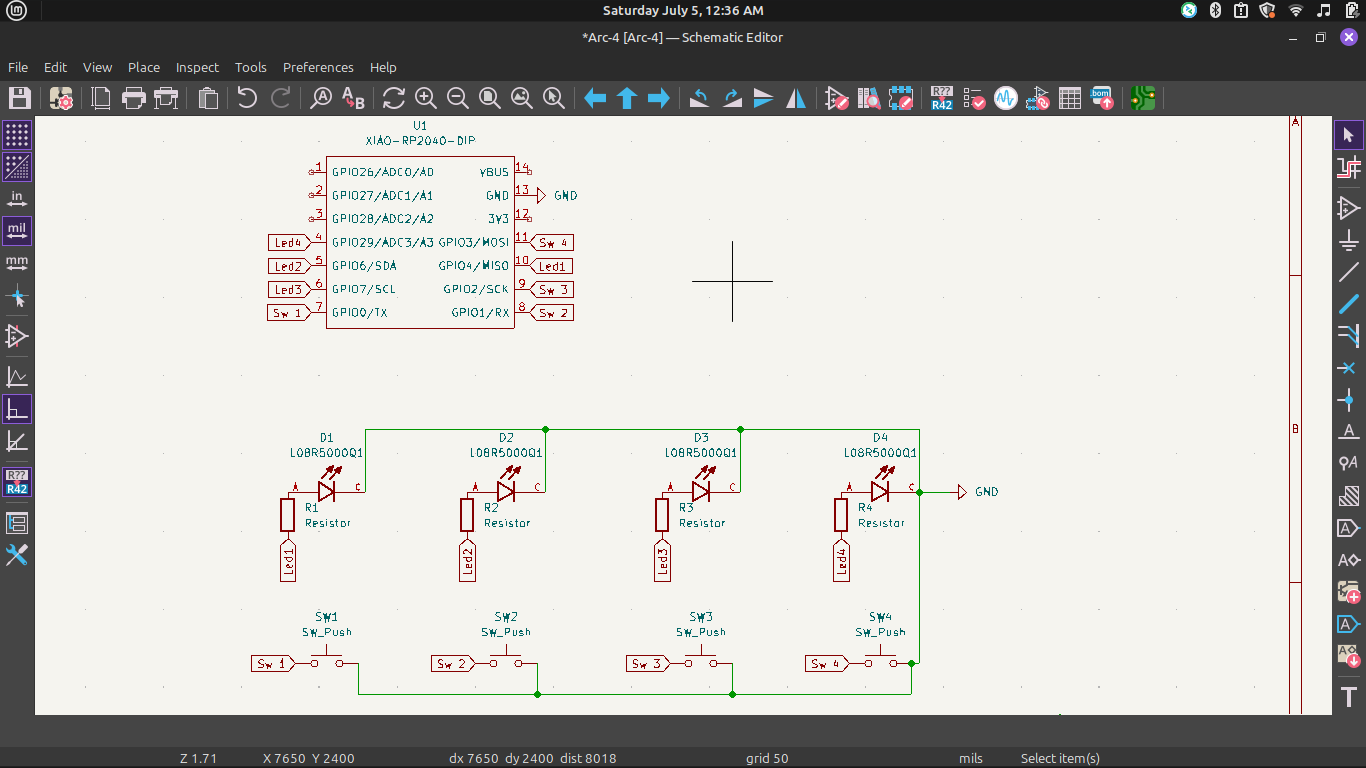 Saturday July 5, 12:36 AM
*Arc-4 [Arc-4] — Schematic Editor
File Edit View Place Inspect Tools Preferences Help
A
A B
R??
R42
.bom
in
mil
mm
R??
R42
A
A
A
A
A
A
T
A
B
U1
XIAO-RP2040-DIP
1 GPIO26/ADC0/A0 VBUS 14
2 GPIO27/ADC1/A1 GND 13 GND
3 GPIO28/ADC2/A2 3V3 12
Led4 4 GPIO29/ADC3/A3 GPIO3/MOSI 11 Sw 4
Led2 5 GPIO6/SDA GPIO4/MISO 10 Led1
Led3 6 GPIO7/SCL GPIO2/SCK 9 Sw 3
Sw 1 7 GPIO0/TX GPIO1/RX 8 Sw 2
D1 D2 D3 D4
L08R5000Q1 L08R5000Q1 L08R5000Q1 L08R5000Q1
A C A C A C A C GND
R1 R2 R3 R4
Resistor Resistor Resistor Resistor
Led1 Led2 Led3 Led4
SW1 SW2 SW3 SW4
SW_Push SW_Push SW_Push SW_Push
Sw 1 Sw 2 Sw 3 Sw 4
Z 1.71 X 7650 Y 2400 dx 7650 dy 2400 dist 8018 grid 50 mils Select item(s)